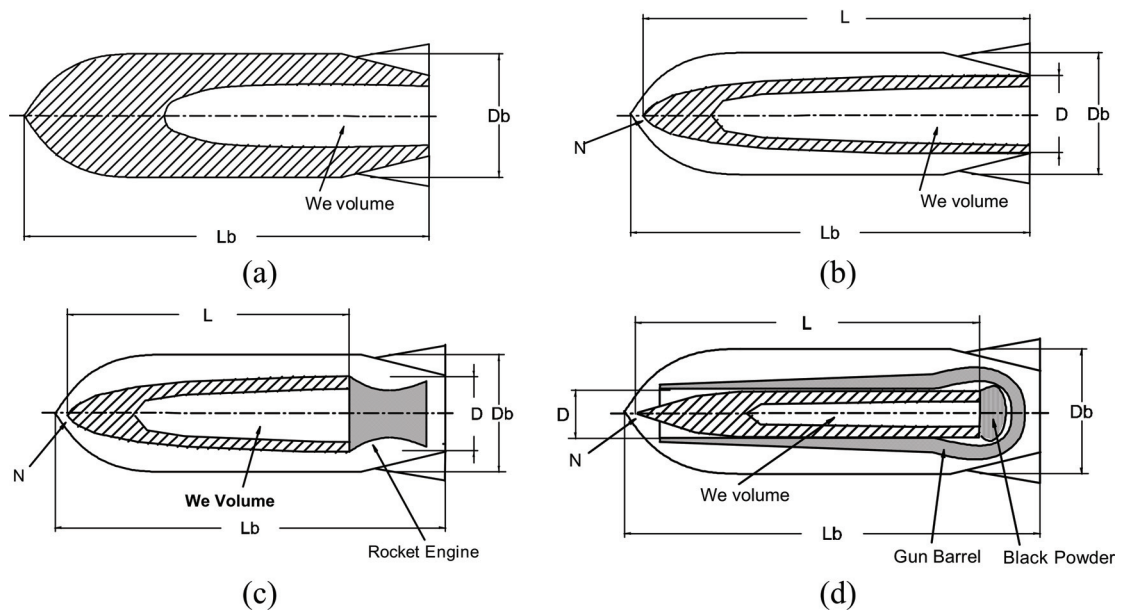 Db
We volume
Lb
(a)
L
D
Db
N
We volume
Lb
(b)
L
D
Db
N
We Volume
Lb
Rocket Engine
(c)
L
D
Db
N
We volume
Lb
Gun Barrel
Black Powder
(d)